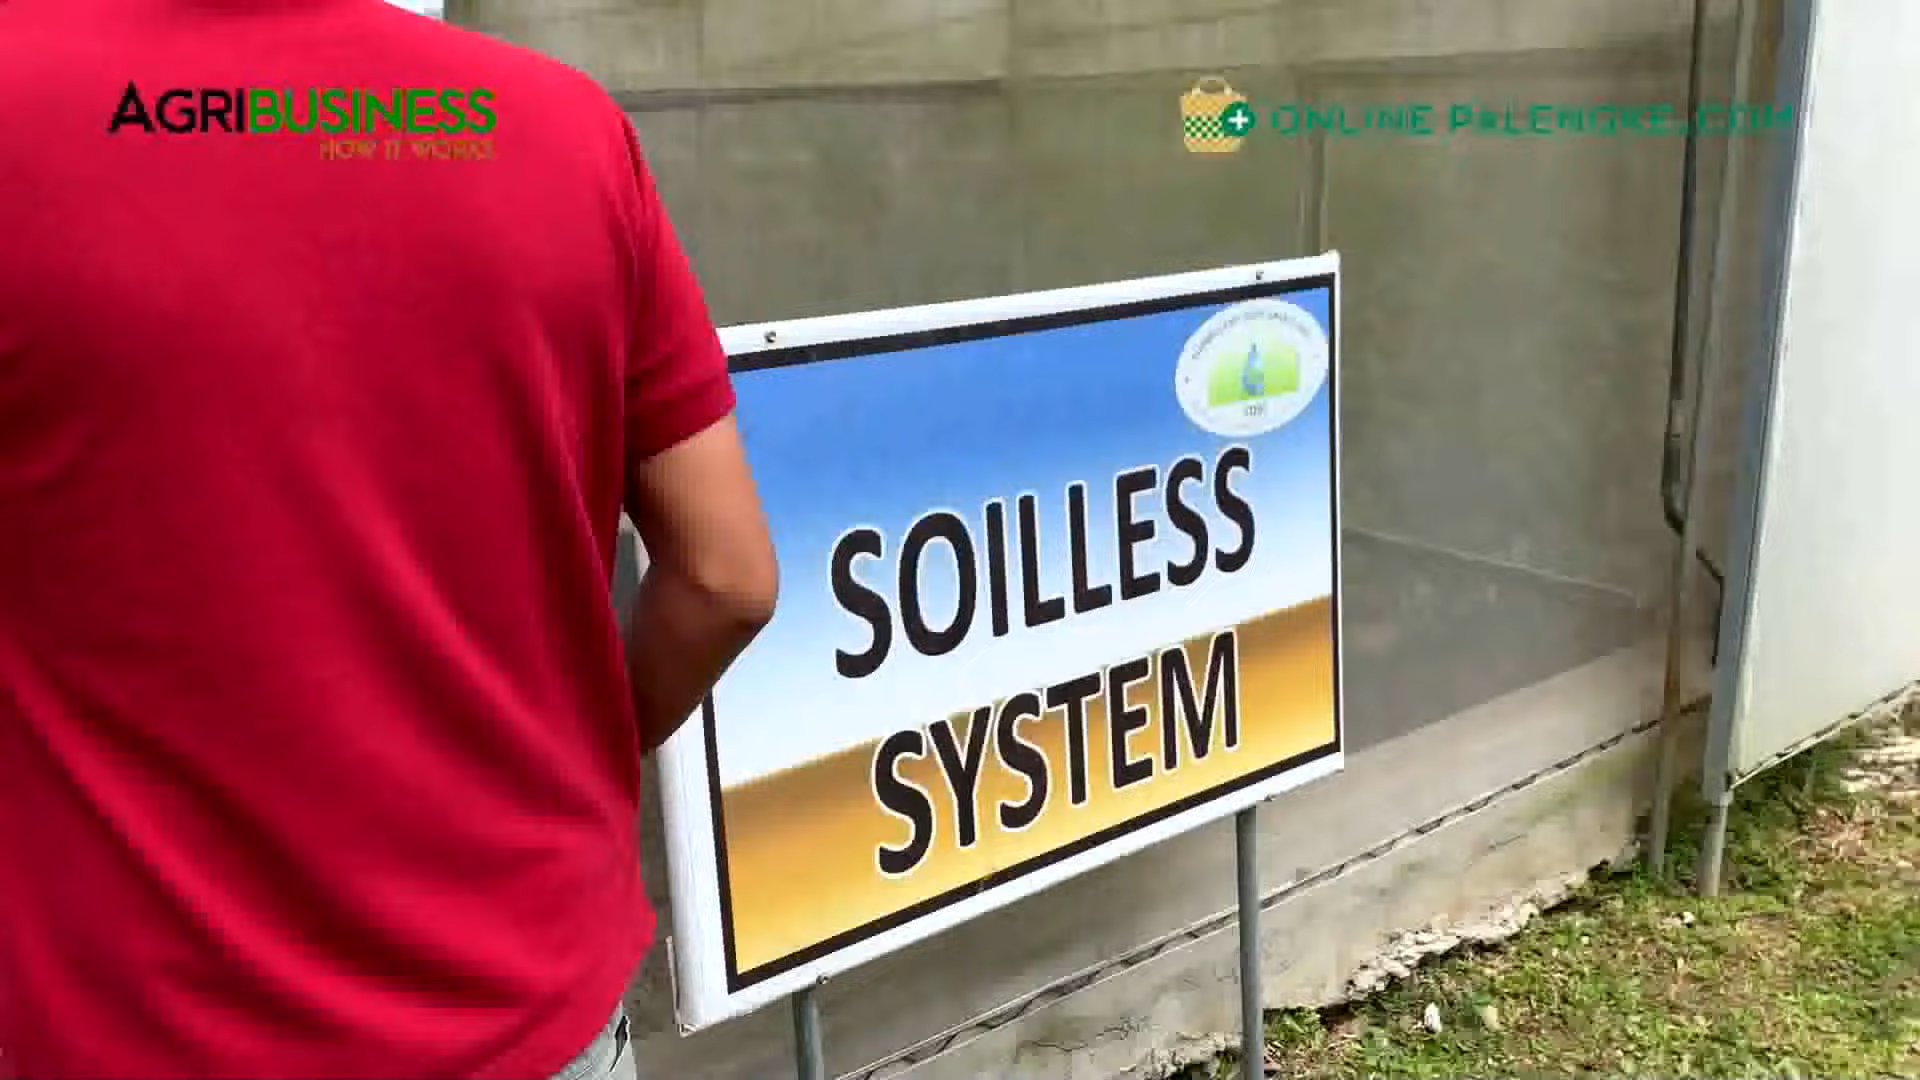 AGRIBUSINESS
HOW IT WORKS
ONLINE PALENGKE.COM
SOILLESS
SYSTEM